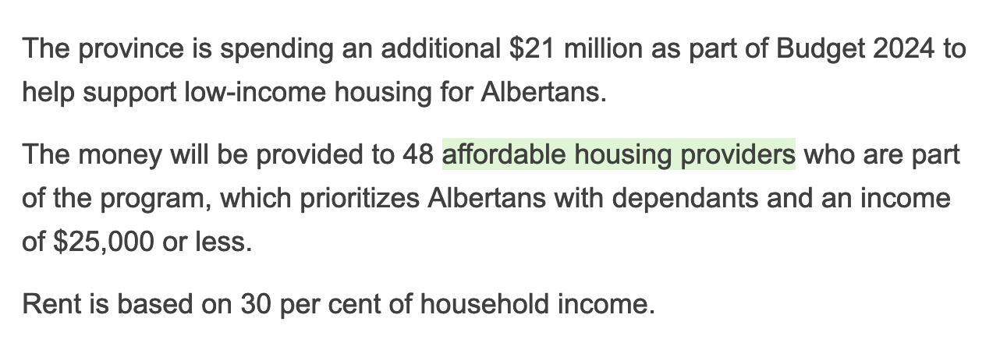 The province is spending an additional $21 million as part of Budget 2024 to
help support low-income housing for Albertans.
The money will be provided to 48 affordable housing providers who are part
of the program, which prioritizes Albertans with dependants and an income
of $25,000 or less.
Rent is based on 30 per cent of household income.